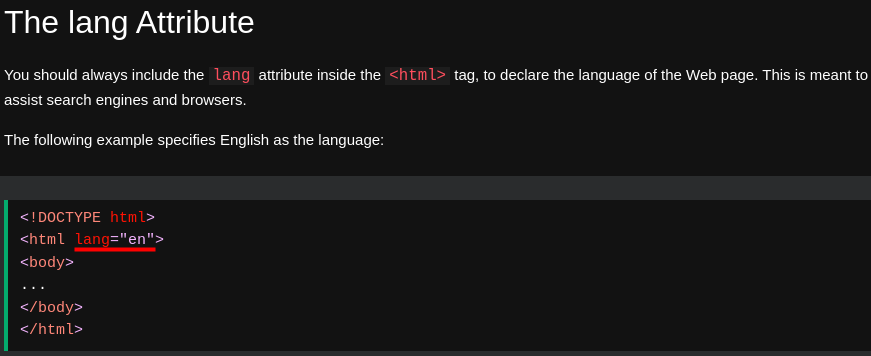 The lang Attribute
You should always include the lang attribute inside the <html> tag, to declare the language of the Web page. This is meant to
assist search engines and browsers.
The following example specifies English as the language:
<!DOCTYPE html>
<html lang="en">
<body>
...
</body>
</html>